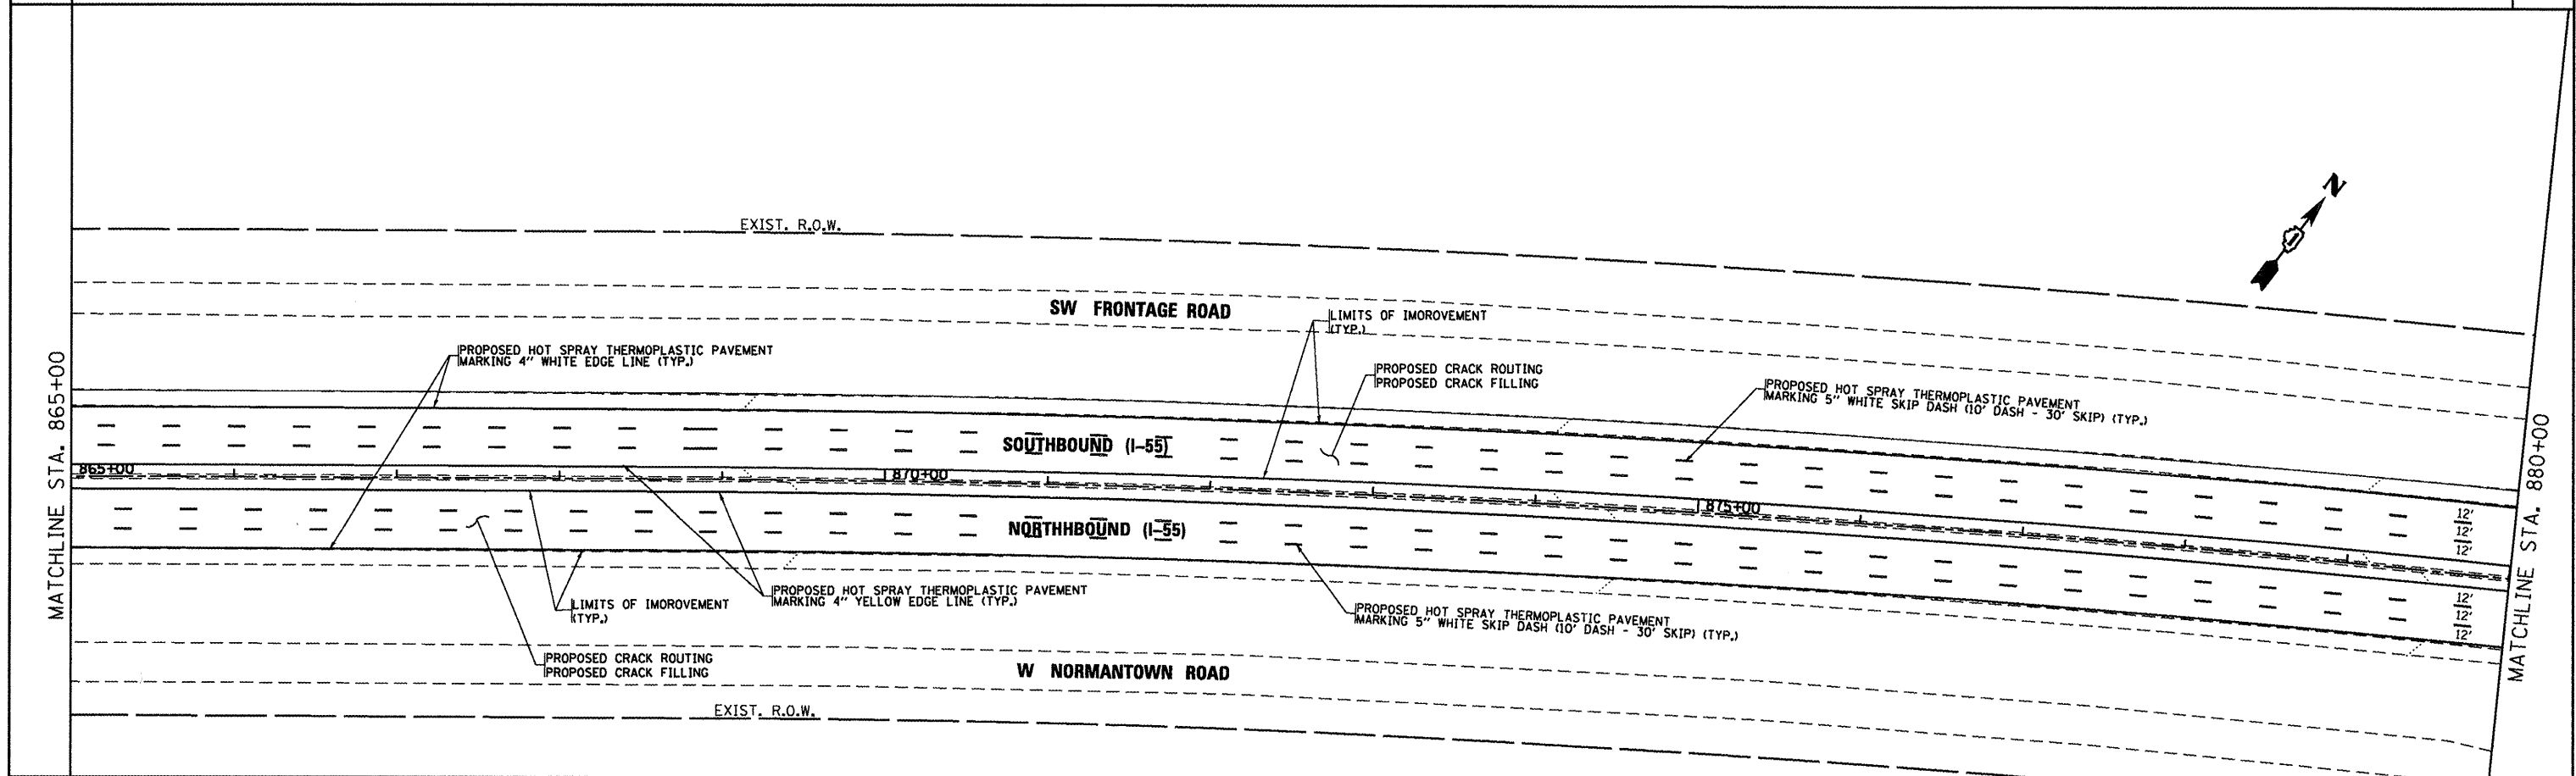 N
EXIST. R.O.W.
SW FRONTAGE ROAD
LIMITS OF IMOROVEMENT
(TYP.)
PROPOSED HOT SPRAY THERMOPLASTIC PAVEMENT
MARKING 4" WHITE EDGE LINE (TYP.)
PROPOSED CRACK ROUTING
PROPOSED CRACK FILLING
PROPOSED HOT SPRAY THERMOPLASTIC PAVEMENT
MARKING 5" WHITE SKIP DASH (10' DASH - 30' SKIP) (TYP.)
MATCHLINE STA. 865+00
SOUTHBOUND (I-55)
865+00
870+00
875+00
12'
12'
12'
MATCHLINE STA. 880+00
NORTHHBOUND (I-55)
12'
12'
12'
PROPOSED HOT SPRAY THERMOPLASTIC PAVEMENT
MARKING 4" YELLOW EDGE LINE (TYP.)
LIMITS OF IMOROVEMENT
(TYP.)
PROPOSED HOT SPRAY THERMOPLASTIC PAVEMENT
MARKING 5" WHITE SKIP DASH (10' DASH - 30' SKIP) (TYP.)
PROPOSED CRACK ROUTING
PROPOSED CRACK FILLING
W NORMANTOWN ROAD
EXIST. R.O.W.